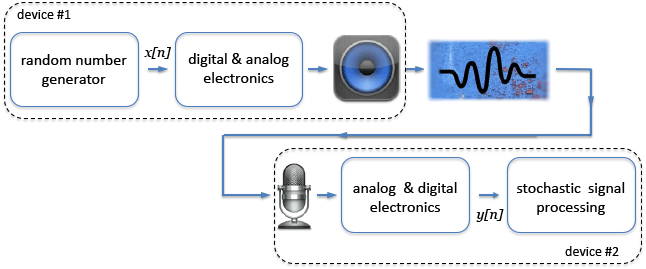 device #1
random number
generator
x[n]
digital & analog
electronics
analog & digital
electronics
y[n]
stochastic signal
processing
device #2